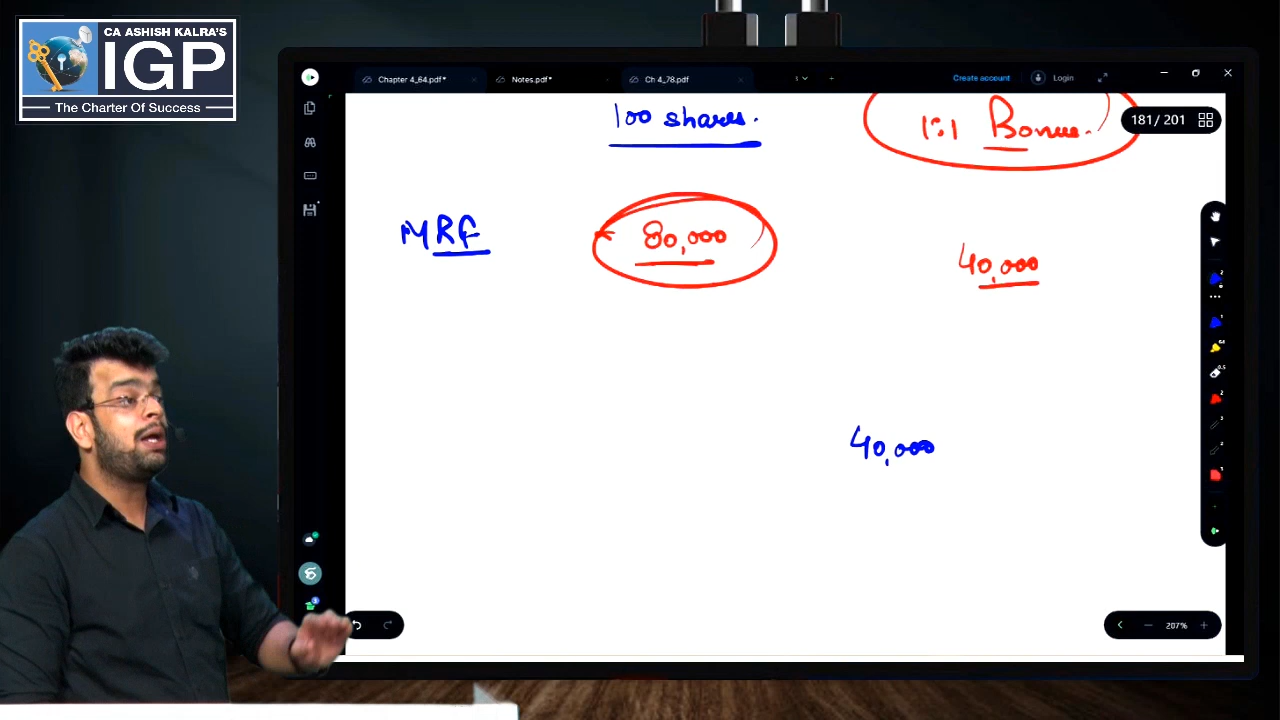 CA ASHISH KALRA'S
IGP
The Charter Of Success
Chapter 4_64.pdf*
Notes.pdf*
Ch 4_78.pdf
Create account
Login
100 shares.
1:1 Bonus.
181 / 201
MRF
80,000
40,000
40,000
207%